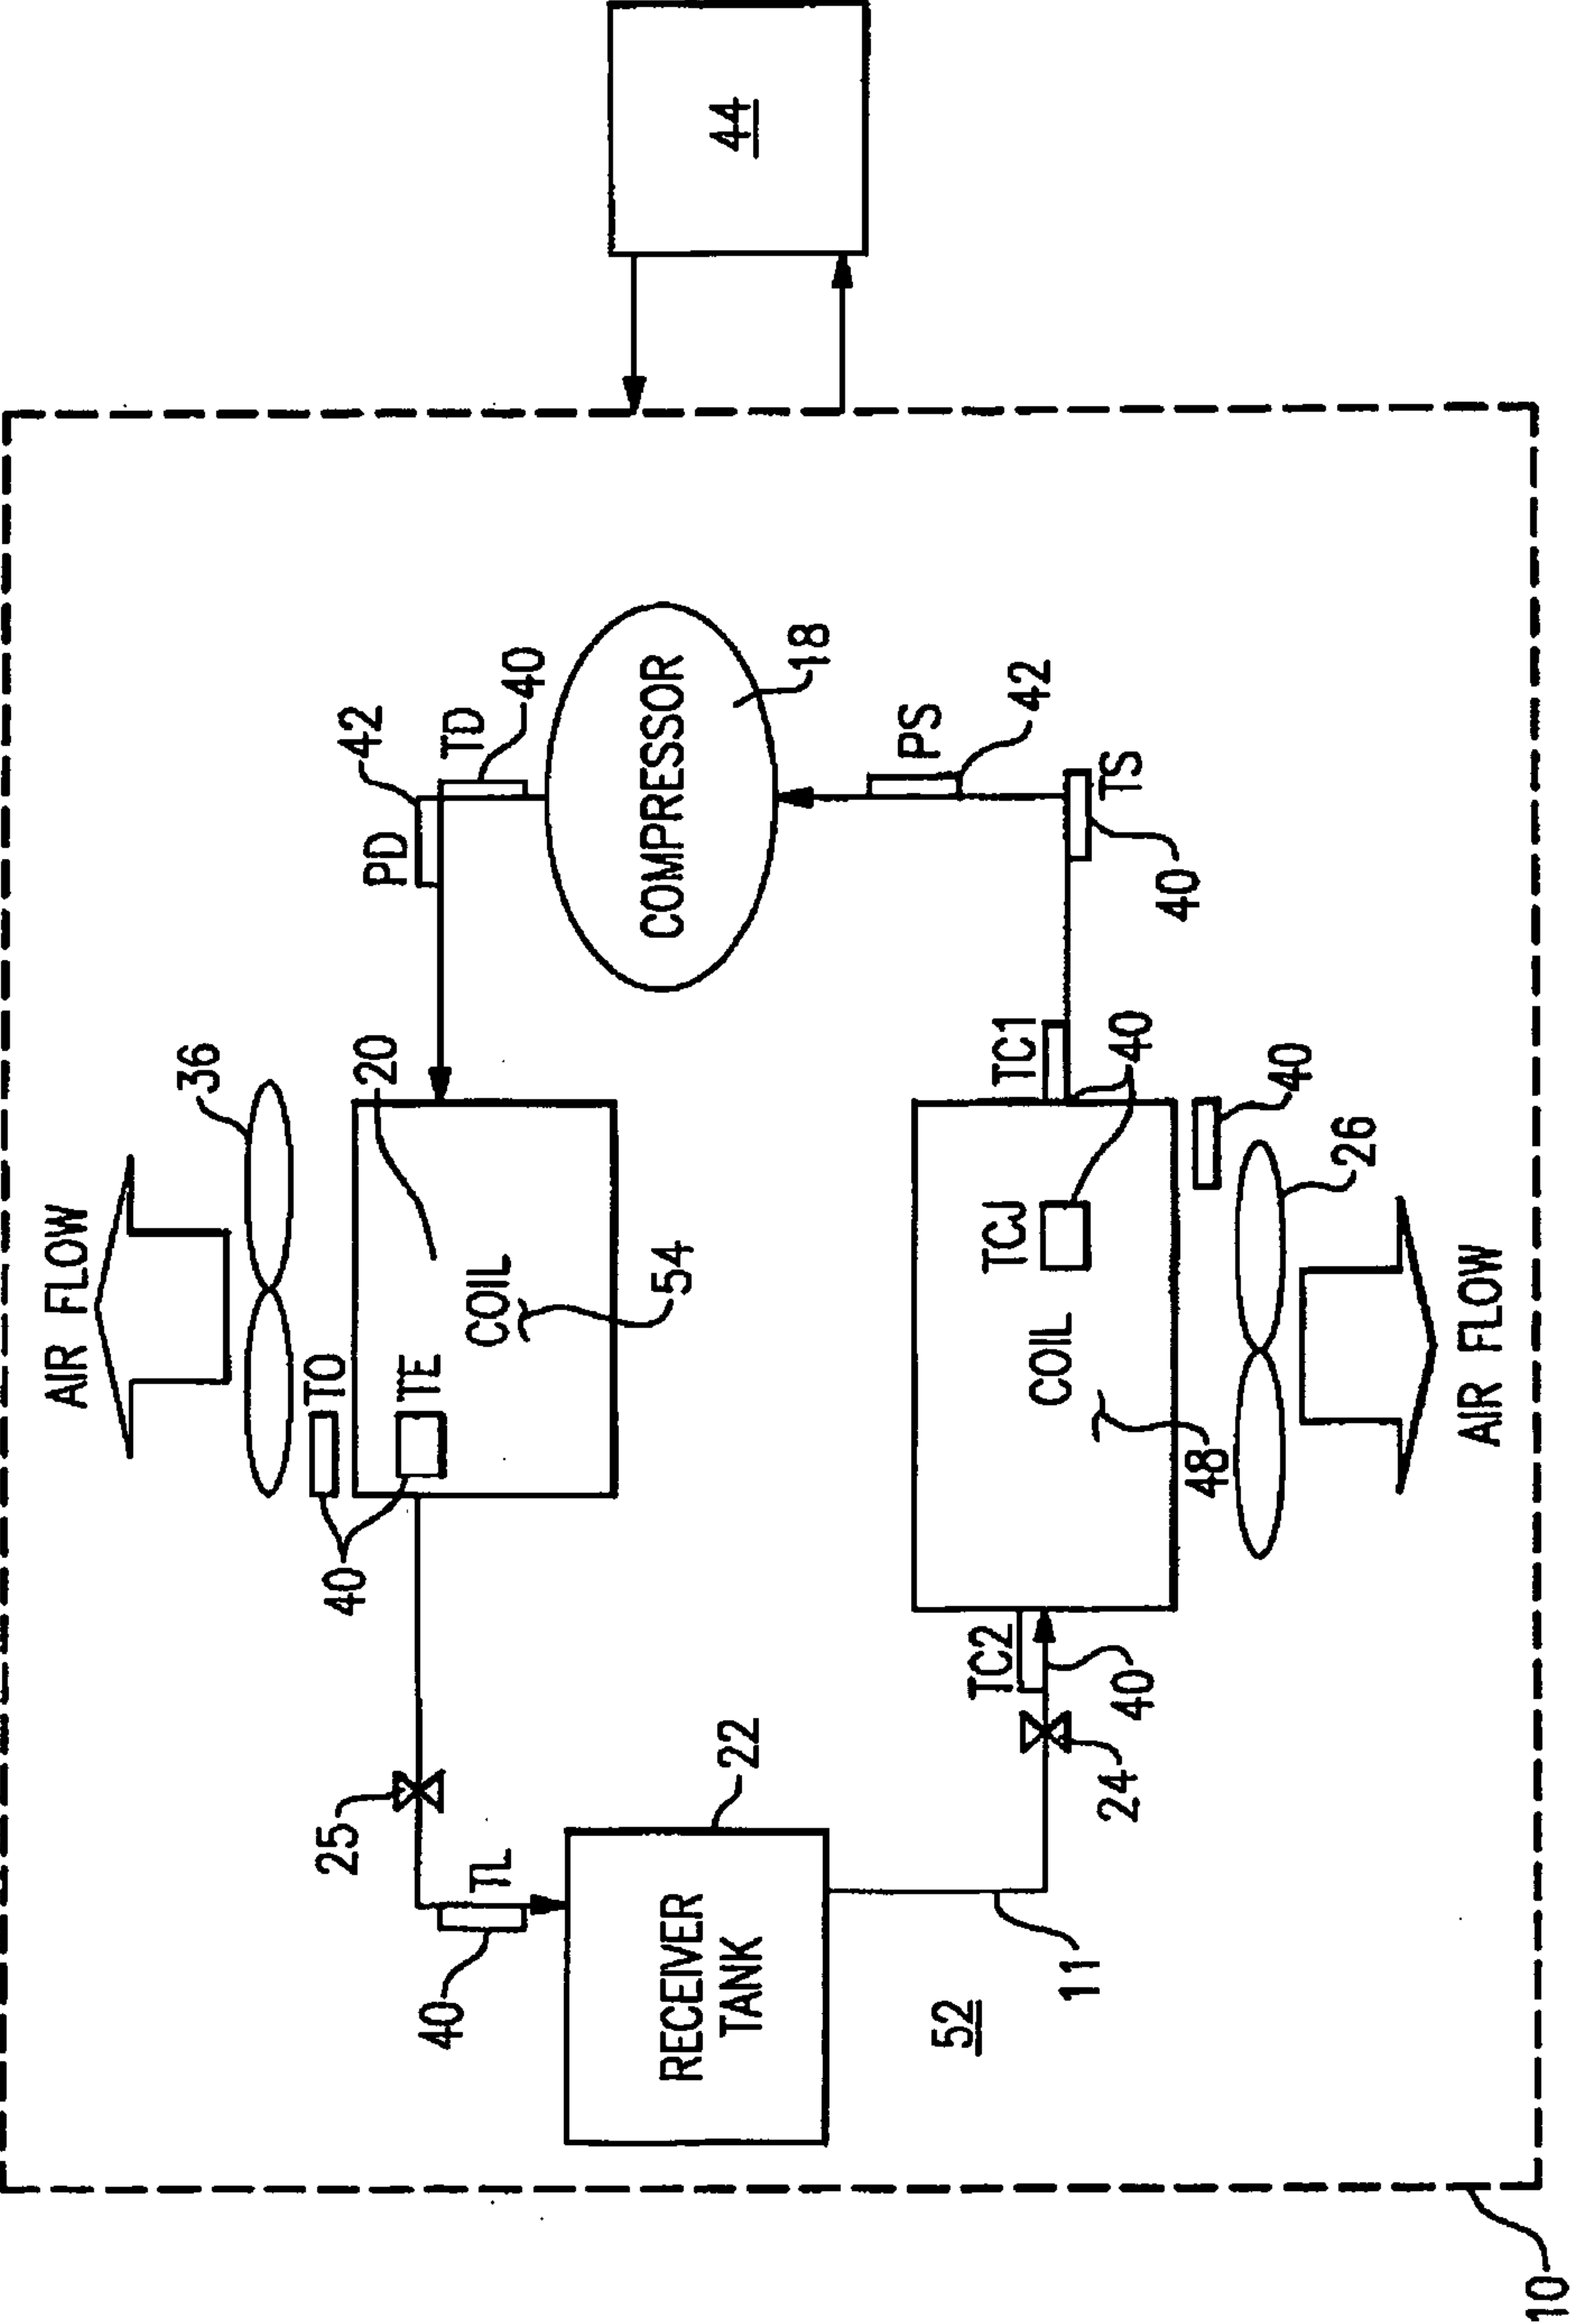 AIR FLOW
36
TO
40
20
TE
COIL
54
42
PD
TD
40
25
TL
40
RECEIVER
TANK
22
COMPRESSOR
18
44
52
11
TC2
40
24
COIL
48
TCJ
TC1
40
PS
42
TS
40
40
26
AIR FLOW
10